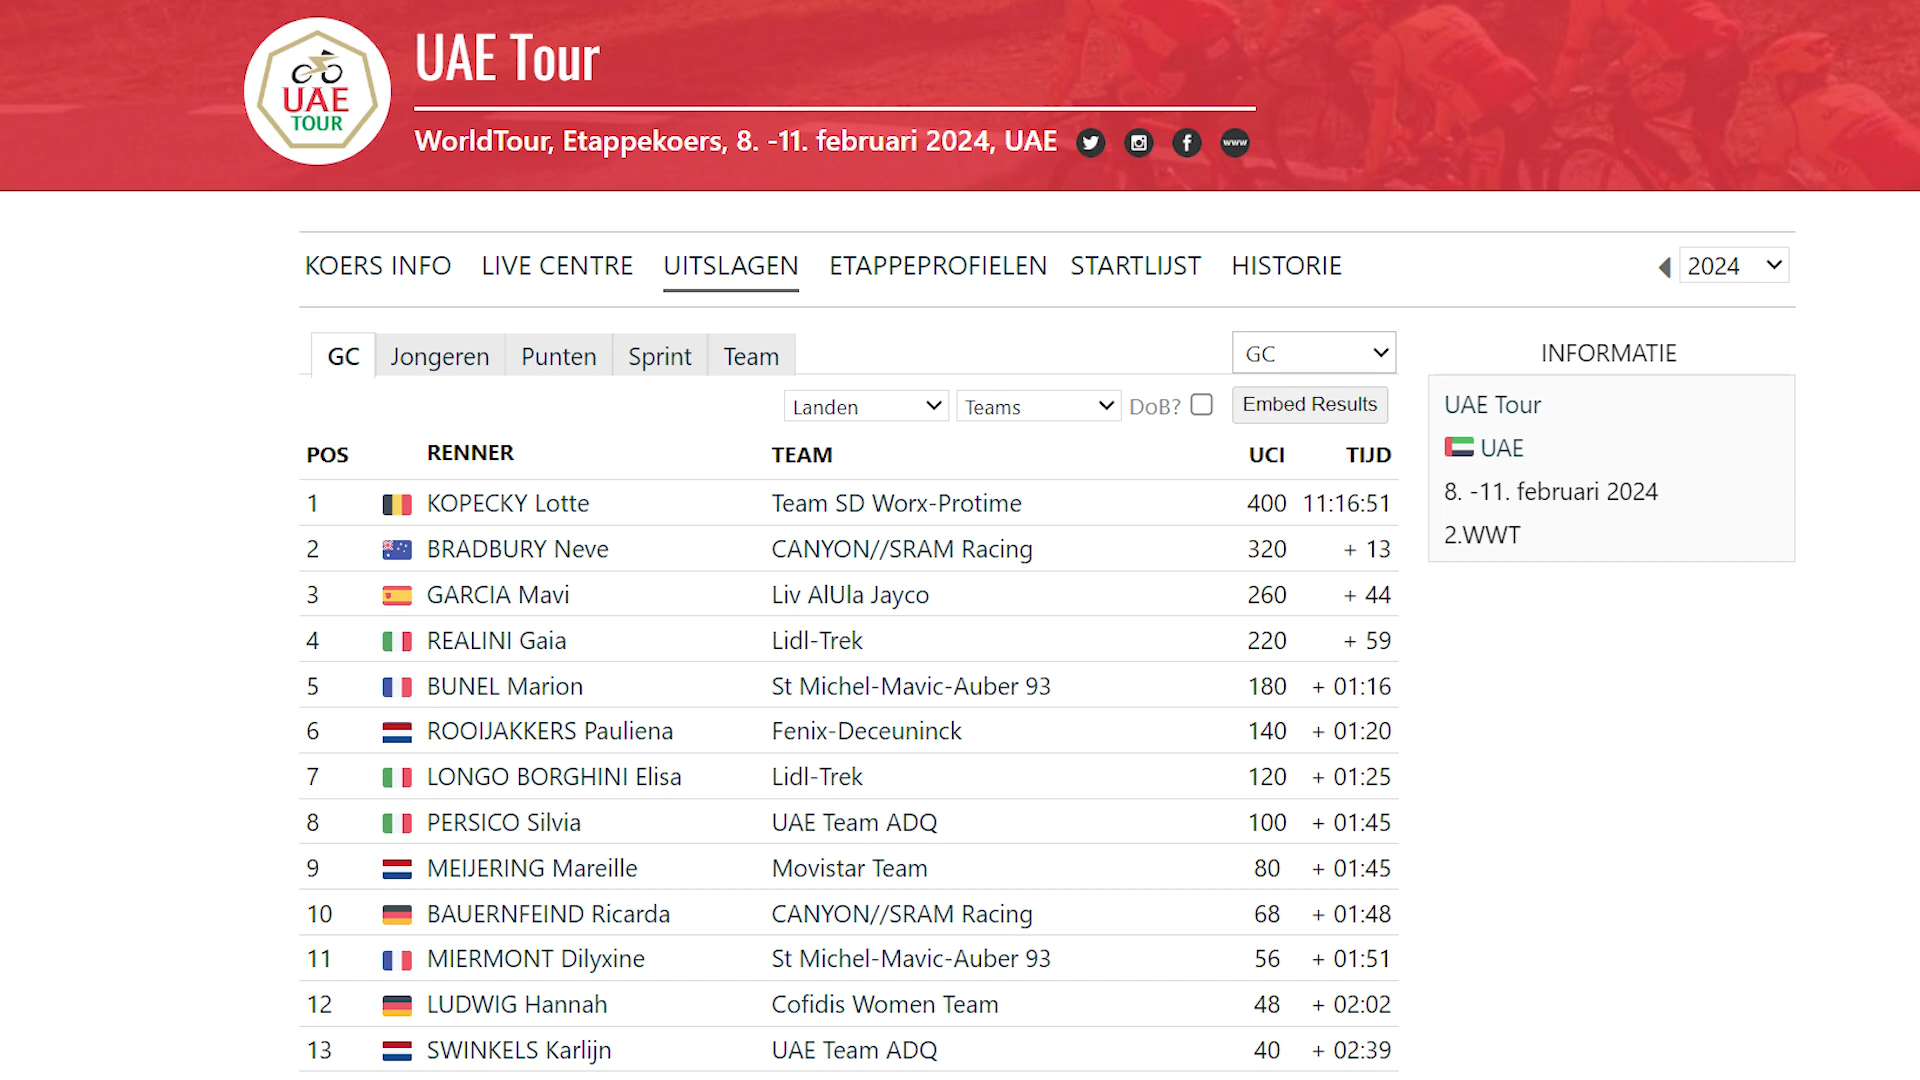 UAE TOUR
UAE Tour
WorldTour, Etappekoers, 8. -11. februari 2024, UAE www
KOERS INFO LIVE CENTRE UITSLAGEN ETAPPEPROFIELEN STARTLIJST HISTORIE 2024
GC Jongeren Punten Sprint Team GC
Landen Teams DoB? Embed Results
POS RENNER TEAM UCI TIJD
1 KOPECKY Lotte Team SD Worx-Protime 400 11:16:51
2 BRADBURY Neve CANYON//SRAM Racing 320 + 13
3 GARCIA Mavi Liv AlUla Jayco 260 + 44
4 REALINI Gaia Lidl-Trek 220 + 59
5 BUNEL Marion St Michel-Mavic-Auber 93 180 + 01:16
6 ROOIJAKKERS Pauliena Fenix-Deceuninck 140 + 01:20
7 LONGO BORGHINI Elisa Lidl-Trek 120 + 01:25
8 PERSICO Silvia UAE Team ADQ 100 + 01:45
9 MEIJERING Mareille Movistar Team 80 + 01:45
10 BAUERNFEIND Ricarda CANYON//SRAM Racing 68 + 01:48
11 MIERMONT Dilyxine St Michel-Mavic-Auber 93 56 + 01:51
12 LUDWIG Hannah Cofidis Women Team 48 + 02:02
13 SWINKELS Karlijn UAE Team ADQ 40 + 02:39
INFORMATIE
UAE Tour
UAE
8. -11. februari 2024
2.WWT